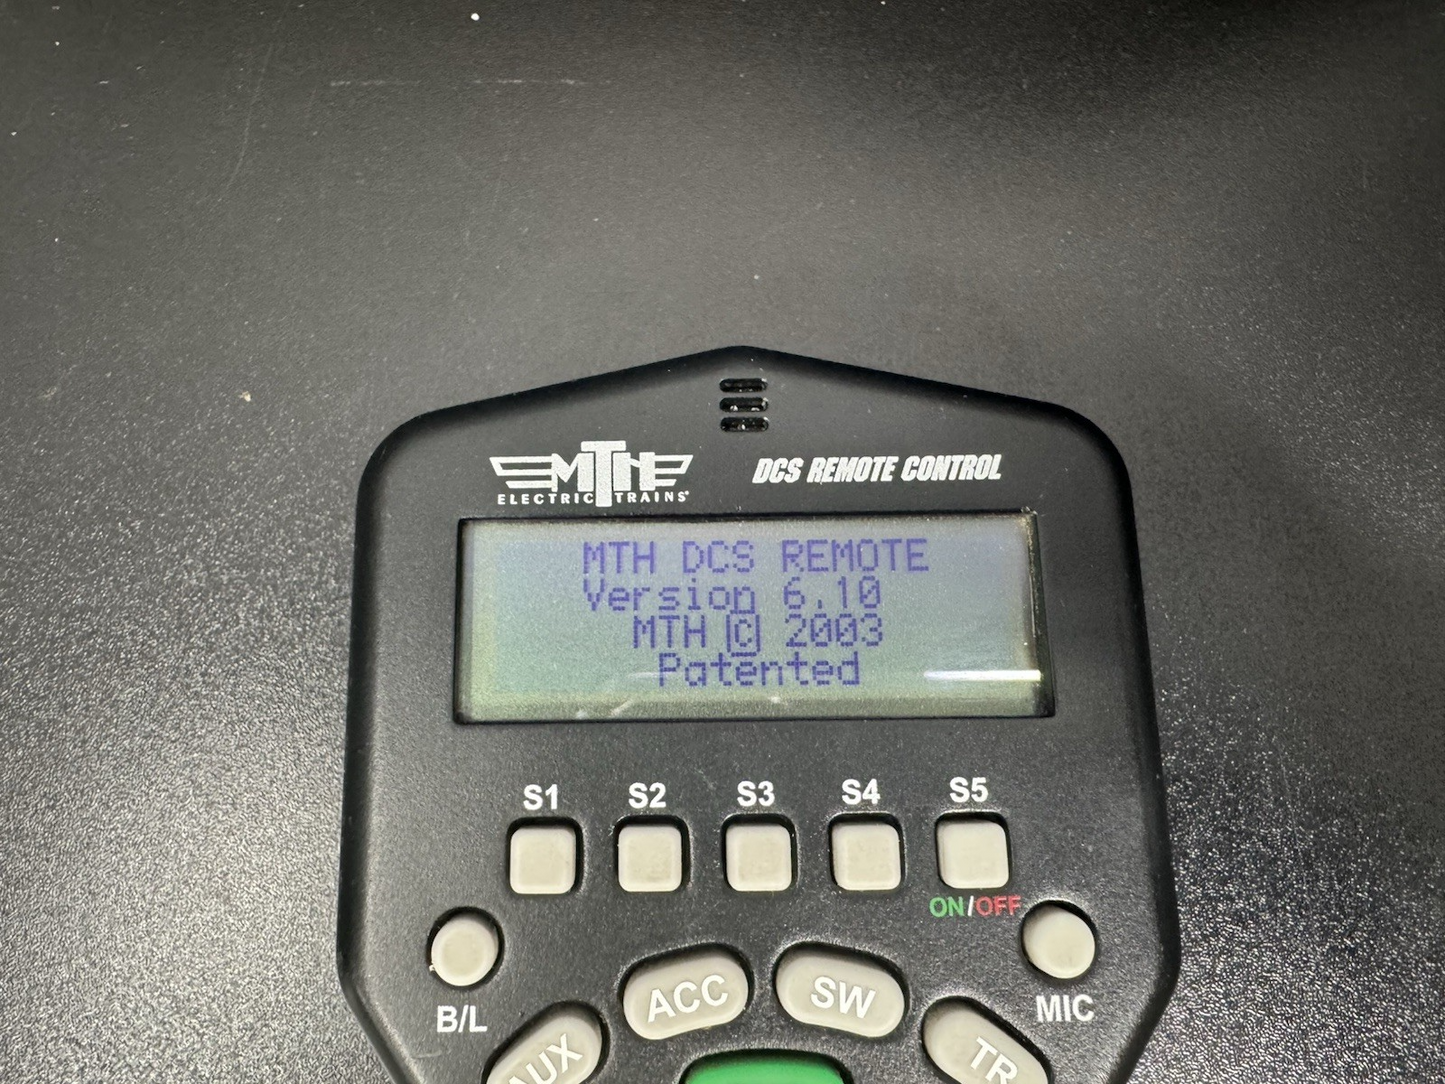 MTH
ELECTRIC TRAINS®
DCS REMOTE CONTROL
MTH DCS REMOTE
Version 6.10
MTH © 2003
Patented
S1 S2 S3 S4 S5
ON/OFF
B/L
AUX
ACC
SW
TR
MIC